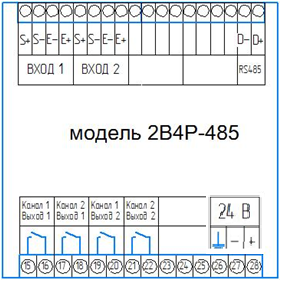 S+ S- E- E+ S+ S- E- E+ D- D+
ВХОД 1 ВХОД 2 RS485
модель 2В4Р-485
Канал 1 Канал 2 Канал 1 Канал 2 24 В
Выход 1 Выход 1 Выход 2 Выход 2
- +
15 16 17 18 19 20 21 22 23 24 25 26 27 28